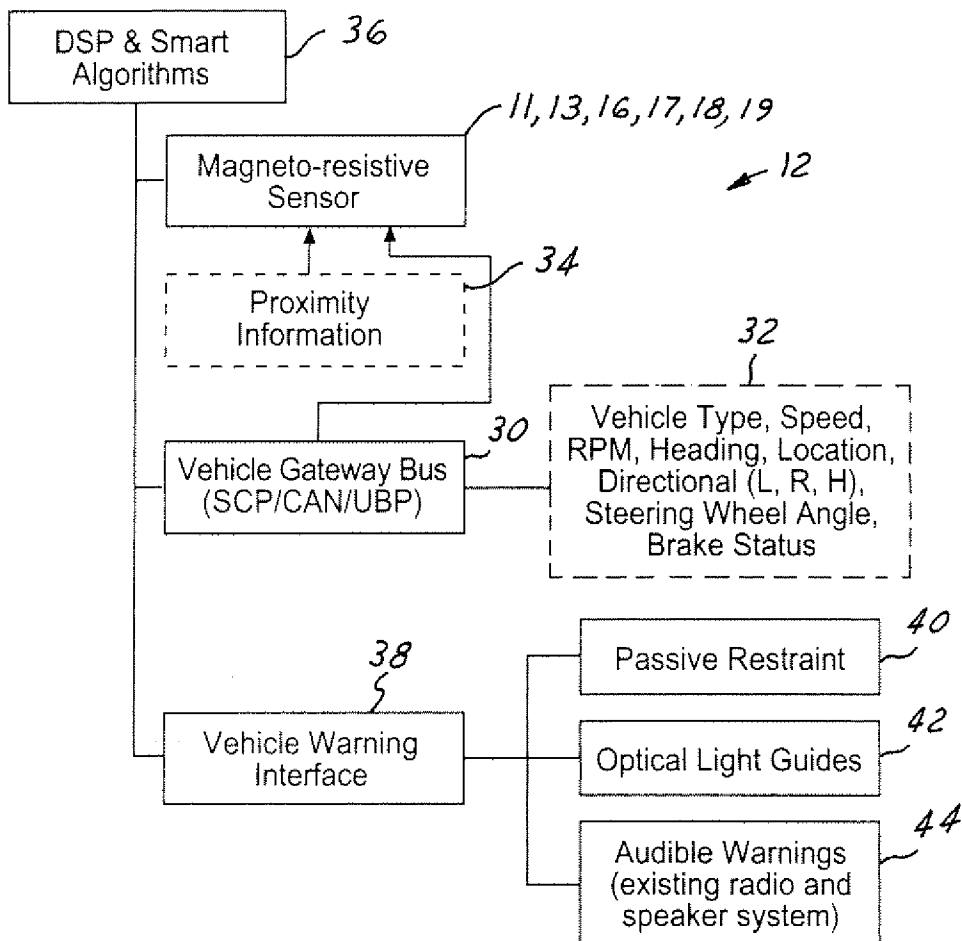 DSP & Smart
Algorithms
36
11, 13, 16, 17, 18, 19
Magneto-resistive
Sensor
12
34
Proximity
Information
32
Vehicle Type, Speed,
RPM, Heading, Location,
Directional (L, R, H),
Steering Wheel Angle,
Brake Status
30
Vehicle Gateway Bus
(SCP/CAN/UBP)
40
Passive Restraint
38
Vehicle Warning
Interface
42
Optical Light Guides
44
Audible Warnings
(existing radio and
speaker system)